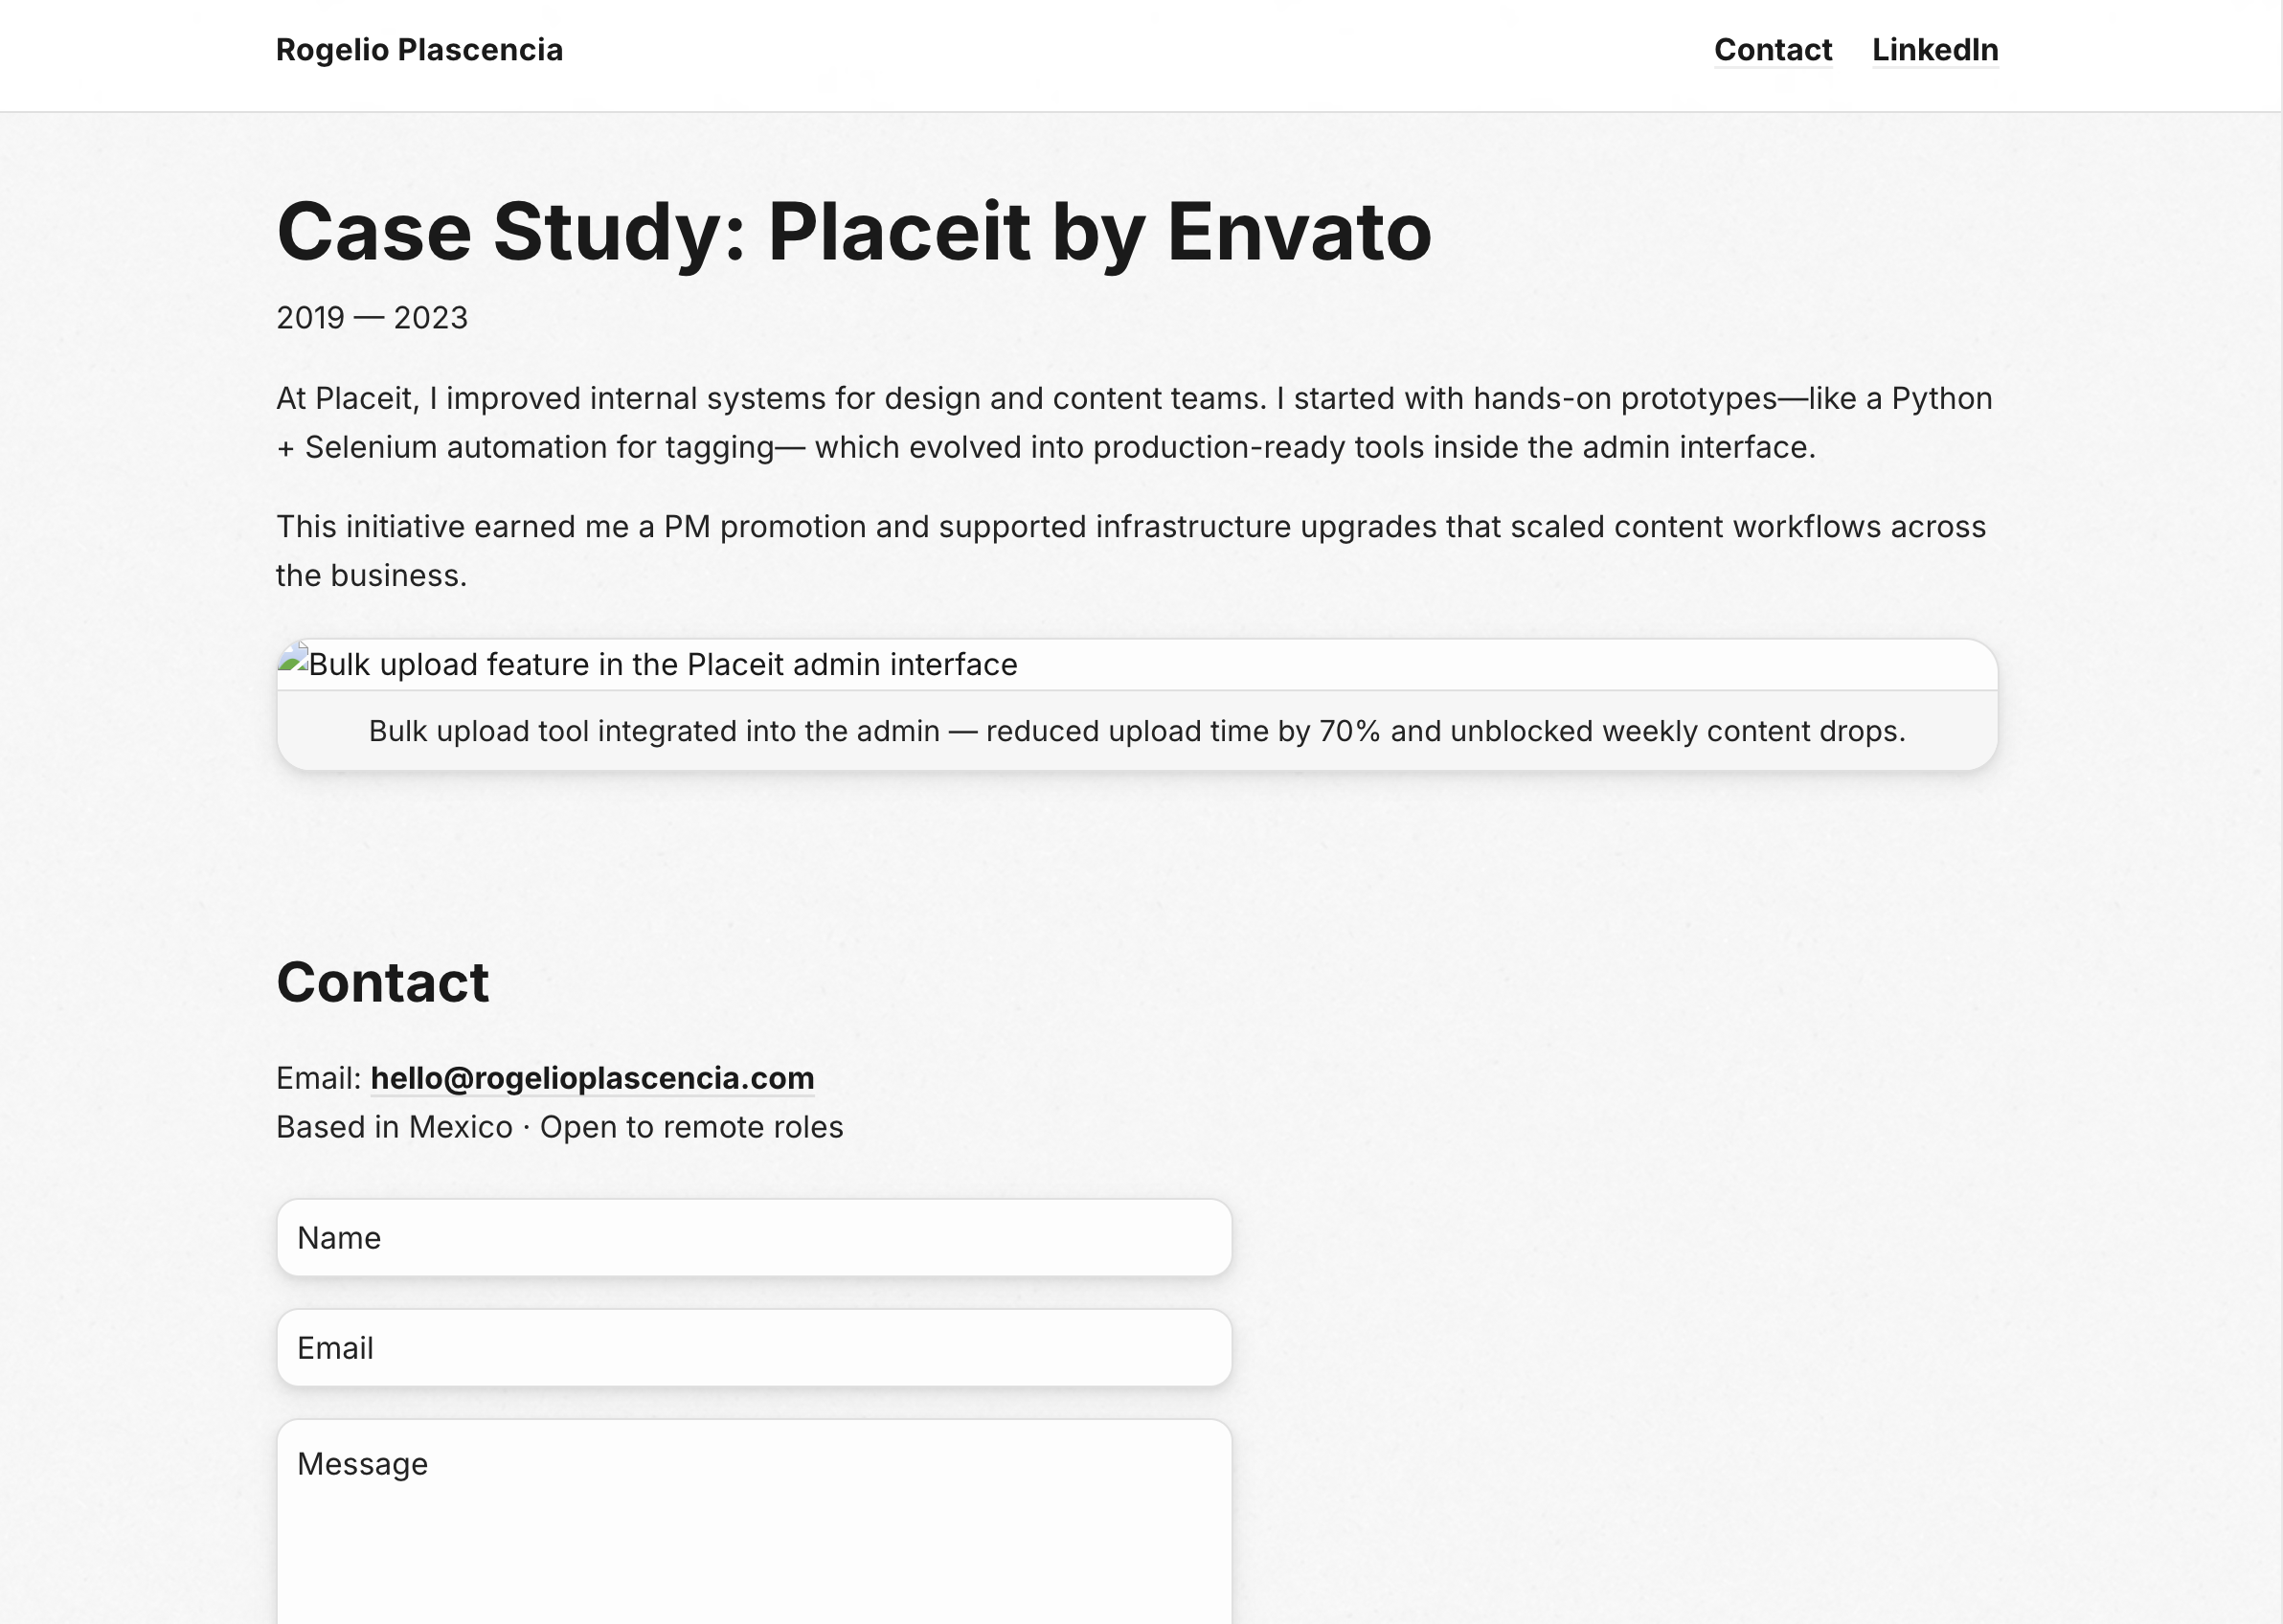 Rogelio Plascencia
Contact LinkedIn
Case Study: Placeit by Envato
2019 — 2023
At Placeit, I improved internal systems for design and content teams. I started with hands-on prototypes—like a Python
+ Selenium automation for tagging— which evolved into production-ready tools inside the admin interface.
This initiative earned me a PM promotion and supported infrastructure upgrades that scaled content workflows across
the business.
Bulk upload feature in the Placeit admin interface
Bulk upload tool integrated into the admin — reduced upload time by 70% and unblocked weekly content drops.
Contact
Email: hello@rogelioplascencia.com
Based in Mexico · Open to remote roles
Name
Email
Message